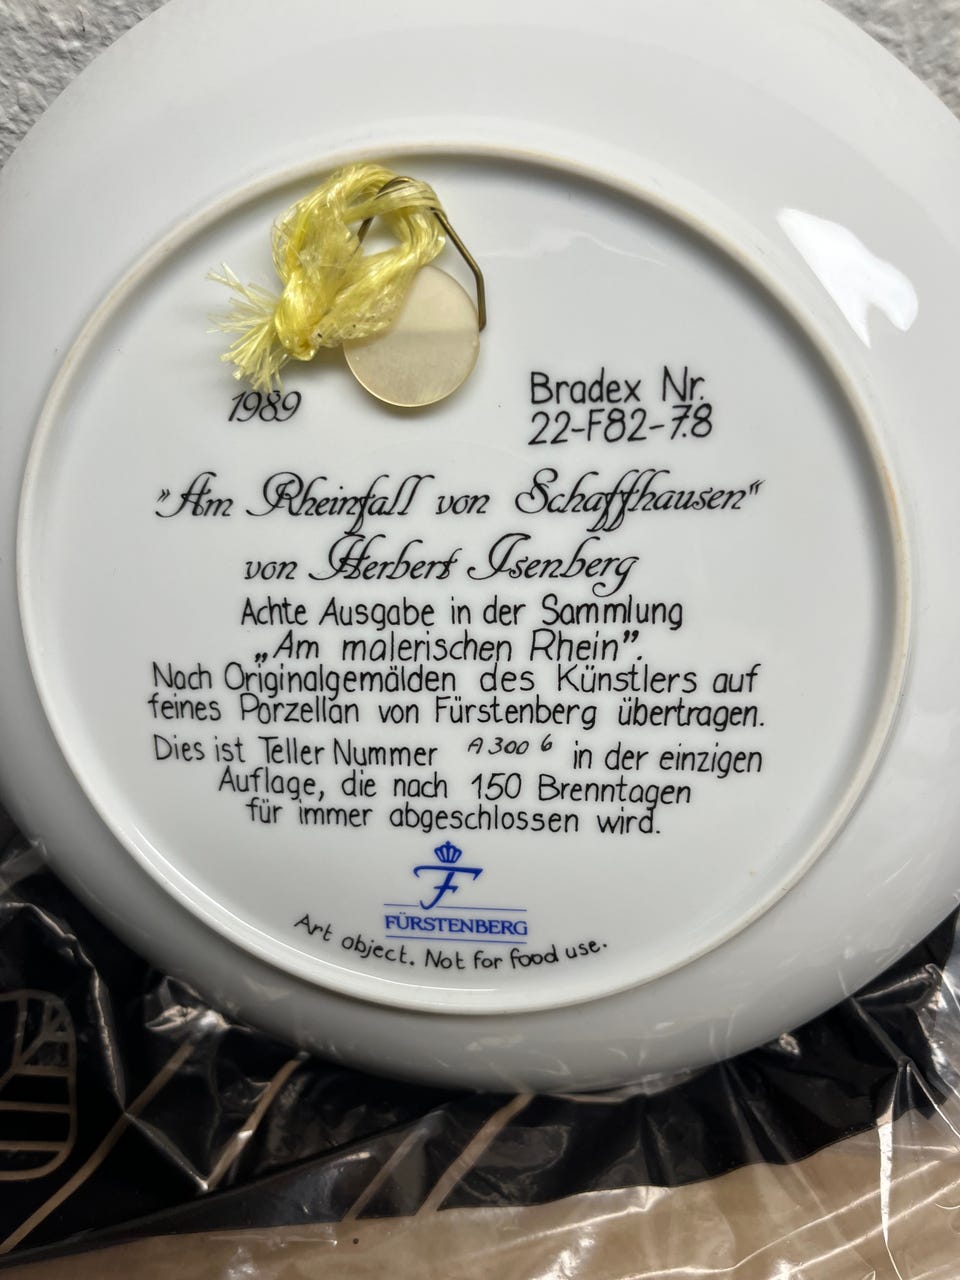 1989
Bradex Nr.
22-F82-7.8
"Am Rheinfall von Schaffhausen"
von Herbert Isenberg
Achte Ausgabe in der Sammlung
„Am malerischen Rhein”.
Nach Originalgemälden des Künstlers auf
feines Porzellan von Fürstenberg übertragen.
Dies ist Teller Nummer A 300 6 in der einzigen
Auflage, die nach 150 Brenntagen
für immer abgeschlossen wird.
F
FÜRSTENBERG
Art object. Not for food use.